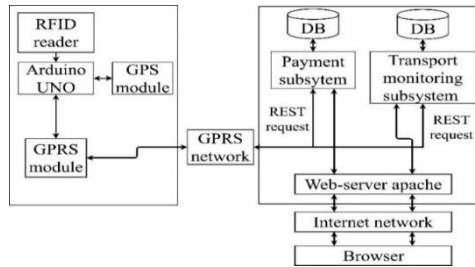 RFID
reader
Arduino
UNO
GPS
module
GPRS
module
GPRS
network
DB
DB
Payment
subsytem
Transport
monitoring
subsystem
REST
request
REST
request
Web-server apache
Internet network
Browser